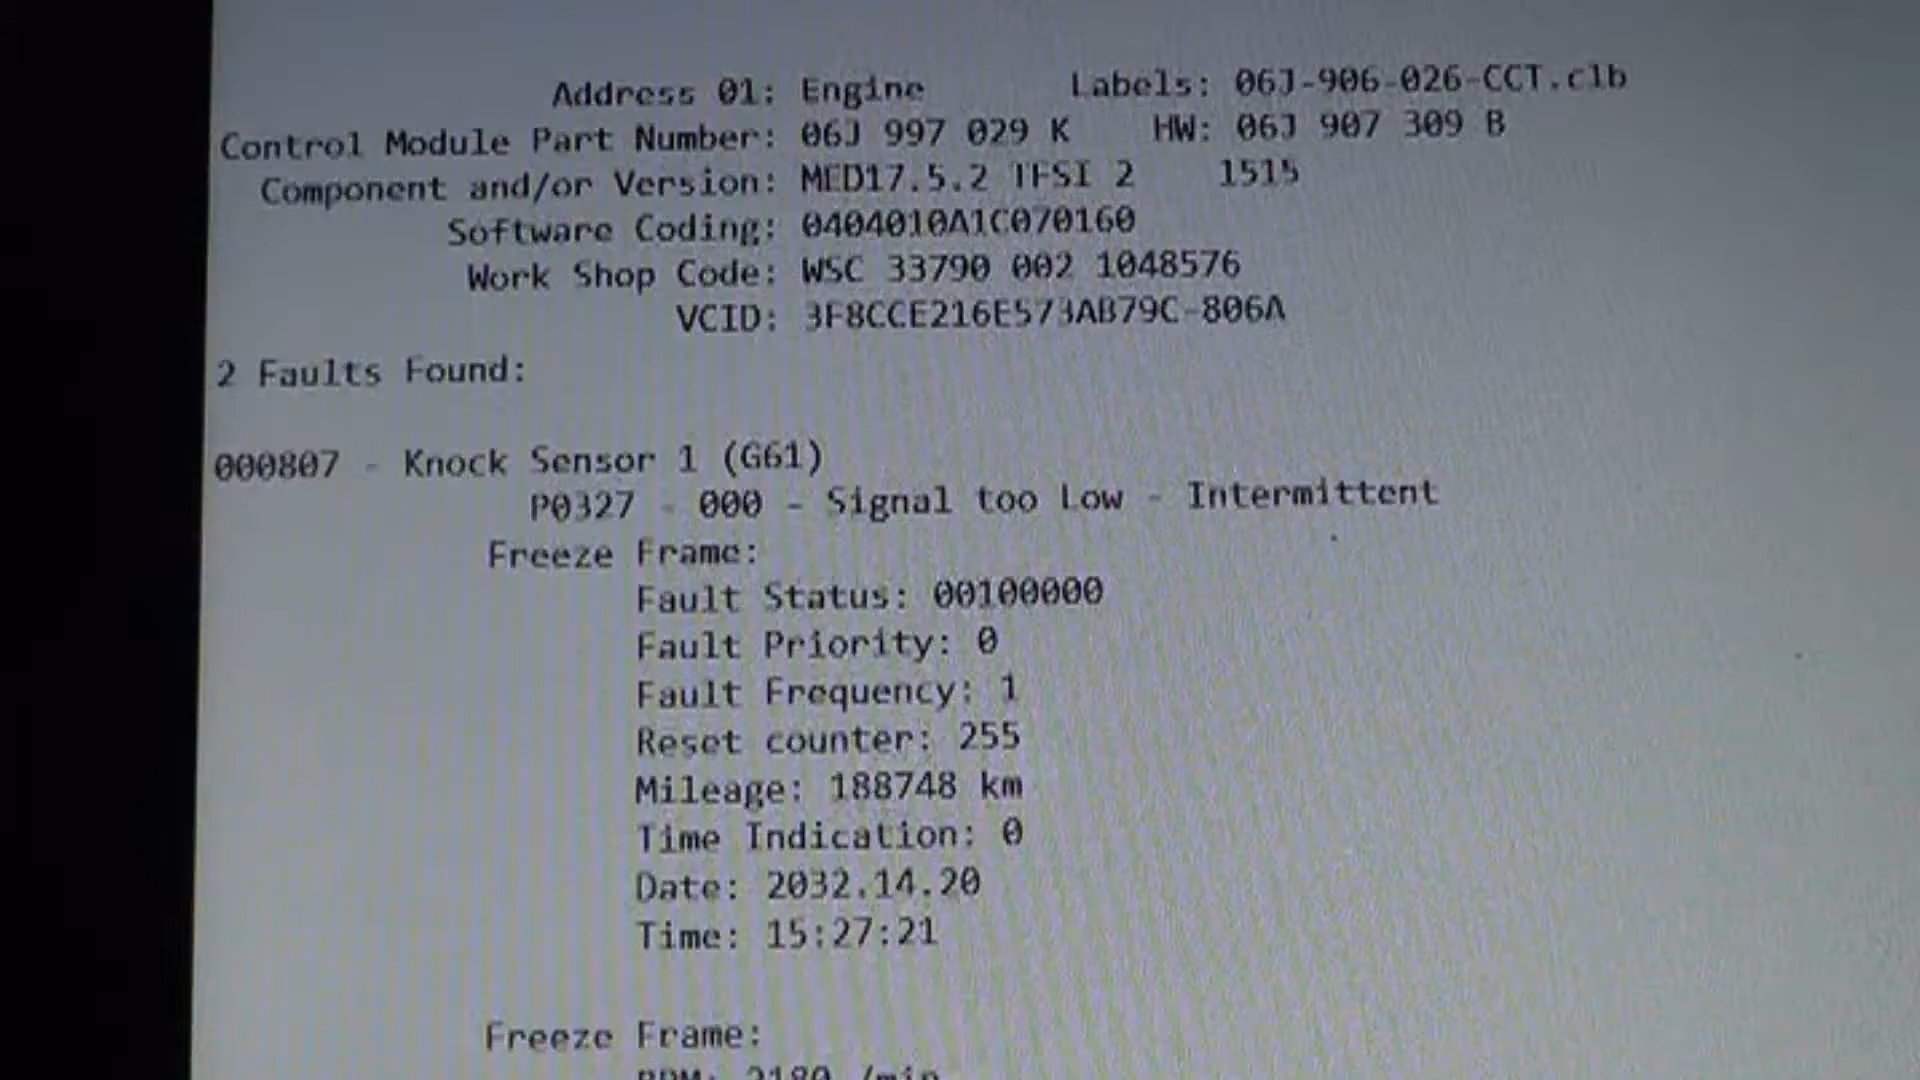 Address 01: Engine Labels: 06J-906-026-CCT.clb
Control Module Part Number: 06J 997 029 K HW: 06J 907 309 B
Component and/or Version: MED17.5.2 TFSI 2 1515
Software Coding: 0404010A1C070160
Work Shop Code: WSC 33790 002 1048576
VCID: 3F8CCE216E573AB79C-806A
2 Faults Found:
000807 - Knock Sensor 1 (G61)
P0327 - 000 - Signal too Low - Intermittent
Freeze Frame:
Fault Status: 00100000
Fault Priority: 0
Fault Frequency: 1
Reset counter: 255
Mileage: 188748 km
Time Indication: 0
Date: 2032.14.20
Time: 15:27:21
Freeze Frame:
RPM: 2180 /min